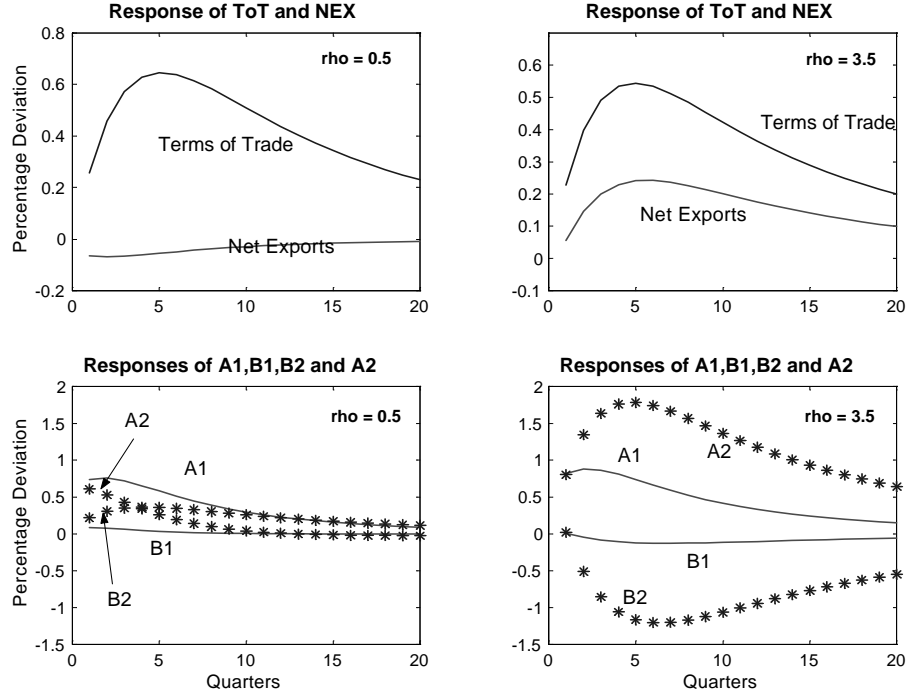 Response of ToT and NEX
Percentage Deviation
0.8
0.6
0.4
0.2
0
-0.2
rho = 0.5
Terms of Trade
Net Exports
0 5 10 15 20
Response of ToT and NEX
0.6
0.5
0.4
0.3
0.2
0.1
0
-0.1
rho = 3.5
Terms of Trade
Net Exports
0 5 10 15 20
Responses of A1,B1,B2 and A2
Percentage Deviation
2
1.5
1
0.5
0
-0.5
-1
-1.5
rho = 0.5
A2
A1
B1
B2
0 5 10 15 20
Quarters
Responses of A1,B1,B2 and A2
2
1.5
1
0.5
0
-0.5
-1
-1.5
rho = 3.5
A1
A2
B1
B2
0 5 10 15 20
Quarters